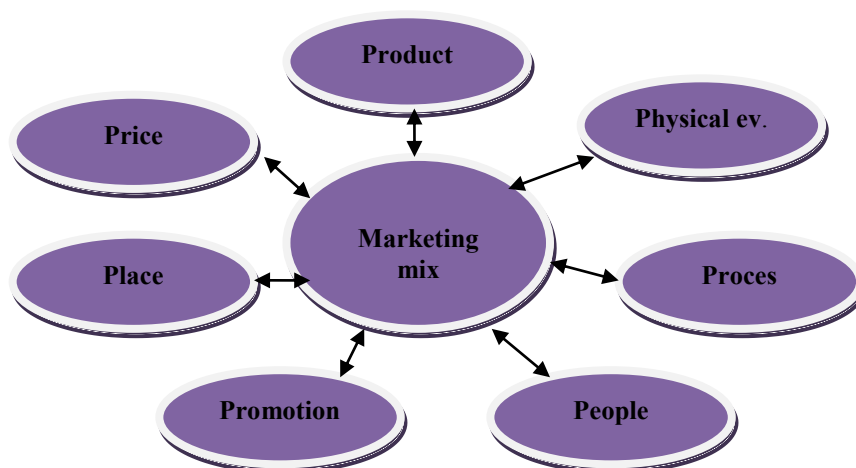 Product
Physical ev.
Price
Marketing
mix
Place
Proces
Promotion
People